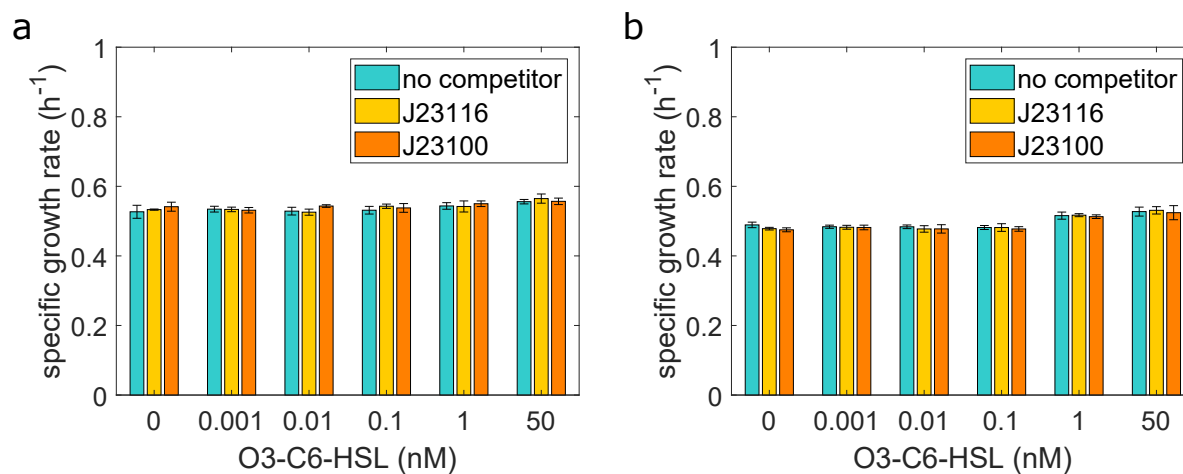 a
specific growth rate (h-1)
1
0.8
0.6
0.4
0.2
0
no competitor
J23116
J23100
0 0.001 0.01 0.1 1 50
O3-C6-HSL (nM)
b
specific growth rate (h-1)
1
0.8
0.6
0.4
0.2
0
no competitor
J23116
J23100
0 0.001 0.01 0.1 1 50
O3-C6-HSL (nM)